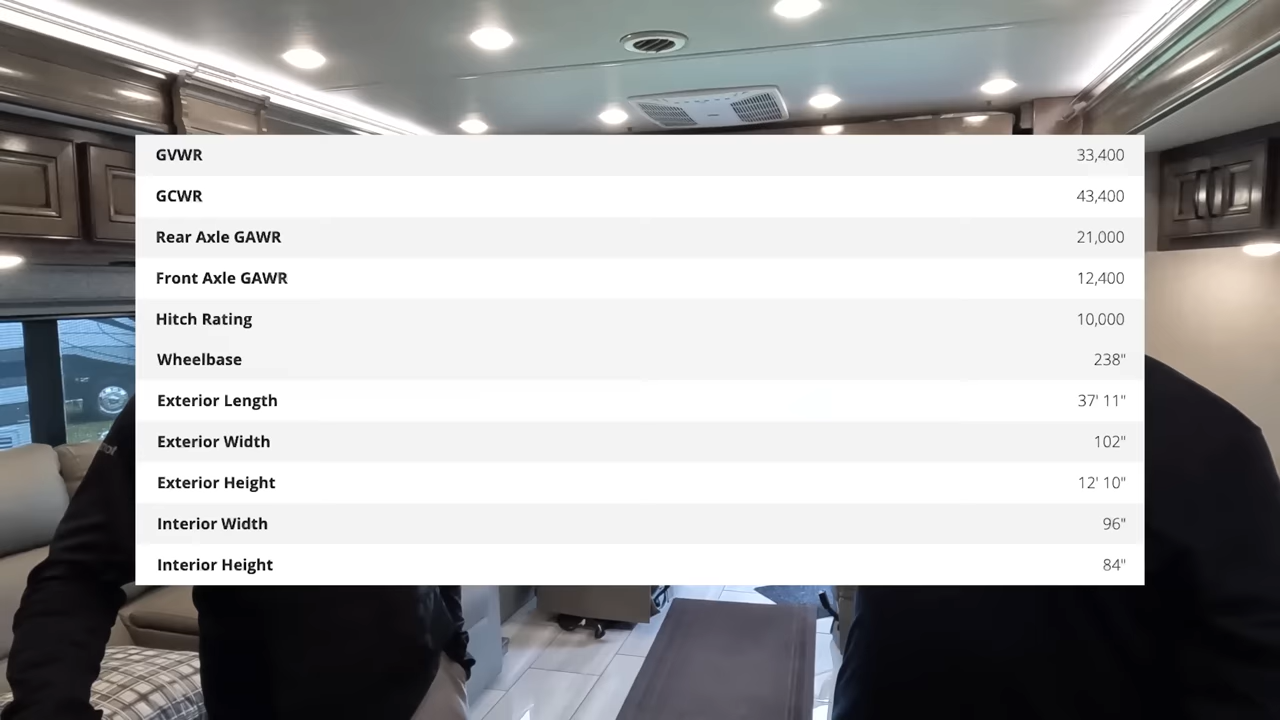 GVWR 33,400
GCWR 43,400
Rear Axle GAWR 21,000
Front Axle GAWR 12,400
Hitch Rating 10,000
Wheelbase 238"
Exterior Length 37' 11"
Exterior Width 102"
Exterior Height 12' 10"
Interior Width 96"
Interior Height 84"